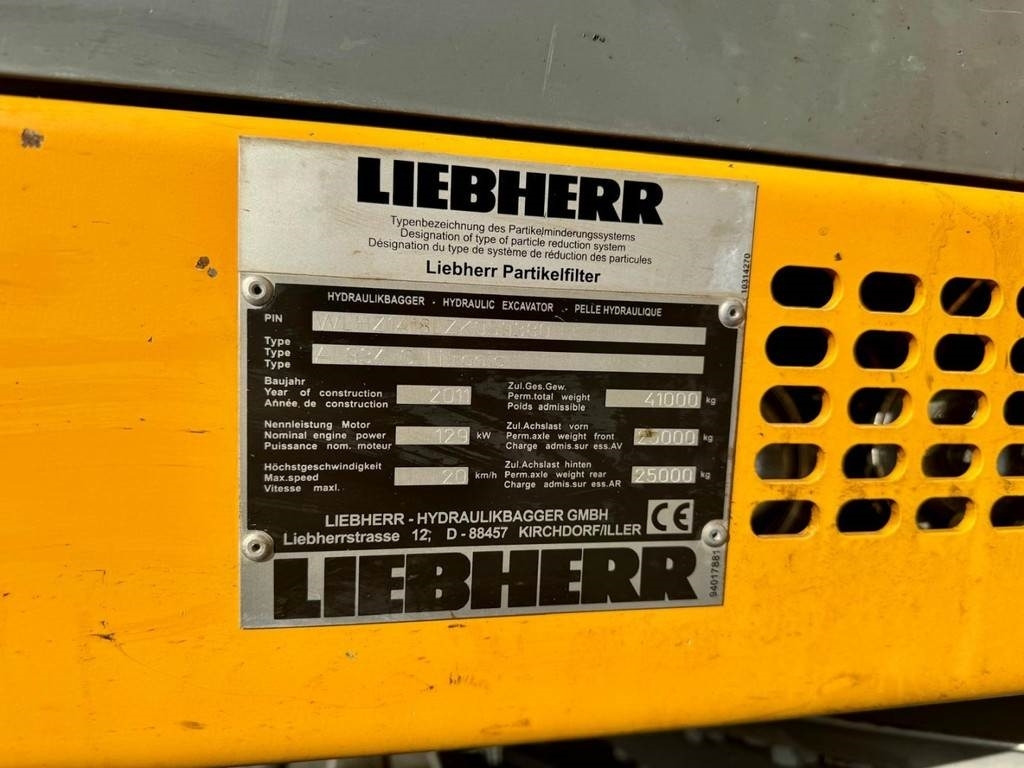 LIEBHERR
Typenbezeichnung des Partikelminderungssystems
Designation of type of particle reduction system
Désignation du type de système de réduction des particules
Liebherr Partikelfilter
10314270
HYDRAULIKBAGGER - HYDRAULIC EXCAVATOR - PELLE HYDRAULIQUE
PIN
Type
Type
Type
Baujahr
Year of construction
Année de construction
2011
Zul.Ges.Gew.
Perm.total weight
Poids admissible
41000 kg
Nennleistung Motor
Nominal engine power
Puissance nom. moteur
129 kW
Zul.Achslast vorn
Perm.axle weight front
Charge admis.sur ess.AV
kg
Höchstgeschwindigkeit
Max.speed
Vitesse maxl.
20 km/h
Zul.Achslast hinten
Perm.axle weight rear
Charge admis.sur ess.AR
25000 kg
LIEBHERR - HYDRAULIKBAGGER GMBH
Liebherrstrasse 12; D - 88457 KIRCHDORF/ILLER
CE
LIEBHERR
94017881